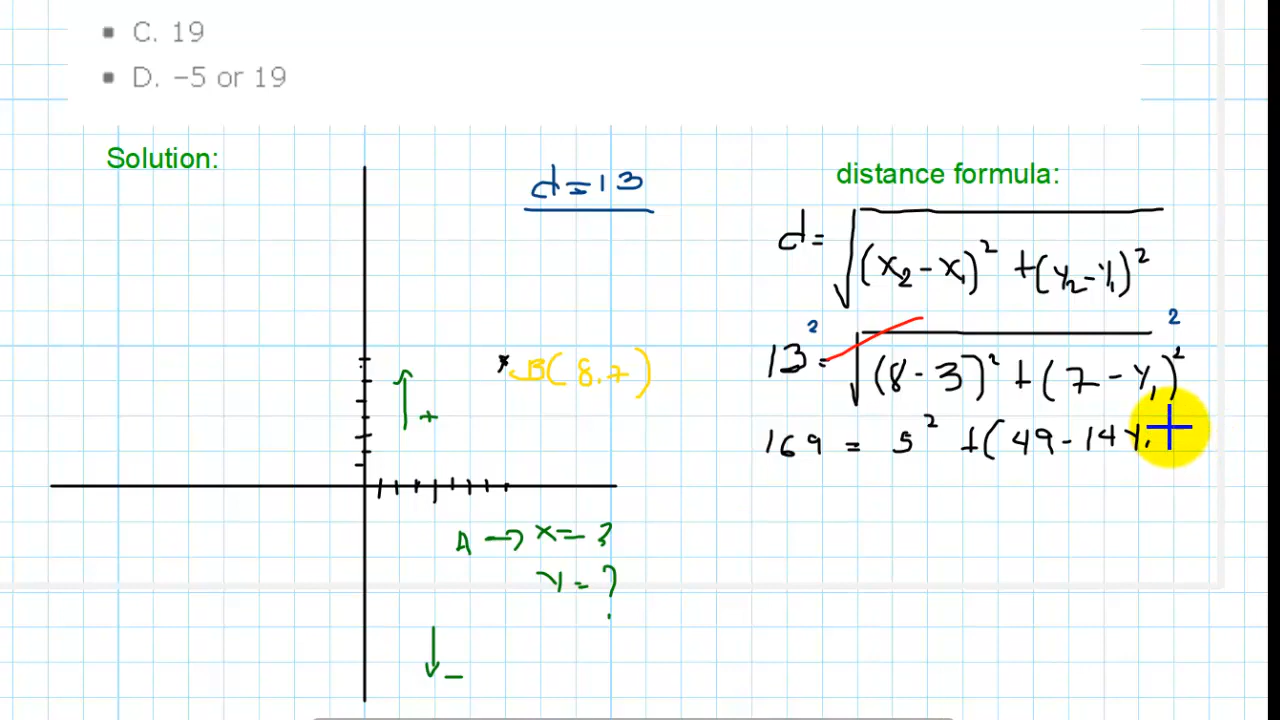 C. 19
D. −5 or 19
Solution:
d=13
distance formula:
d= √(x₂-x₁)² +(y₂-y₁)²
13² = √(8-3)² +(7-y₁)² ²
B(8.7)
+
169 = 5² +(49-14y₁
A → x=3
y=?
−